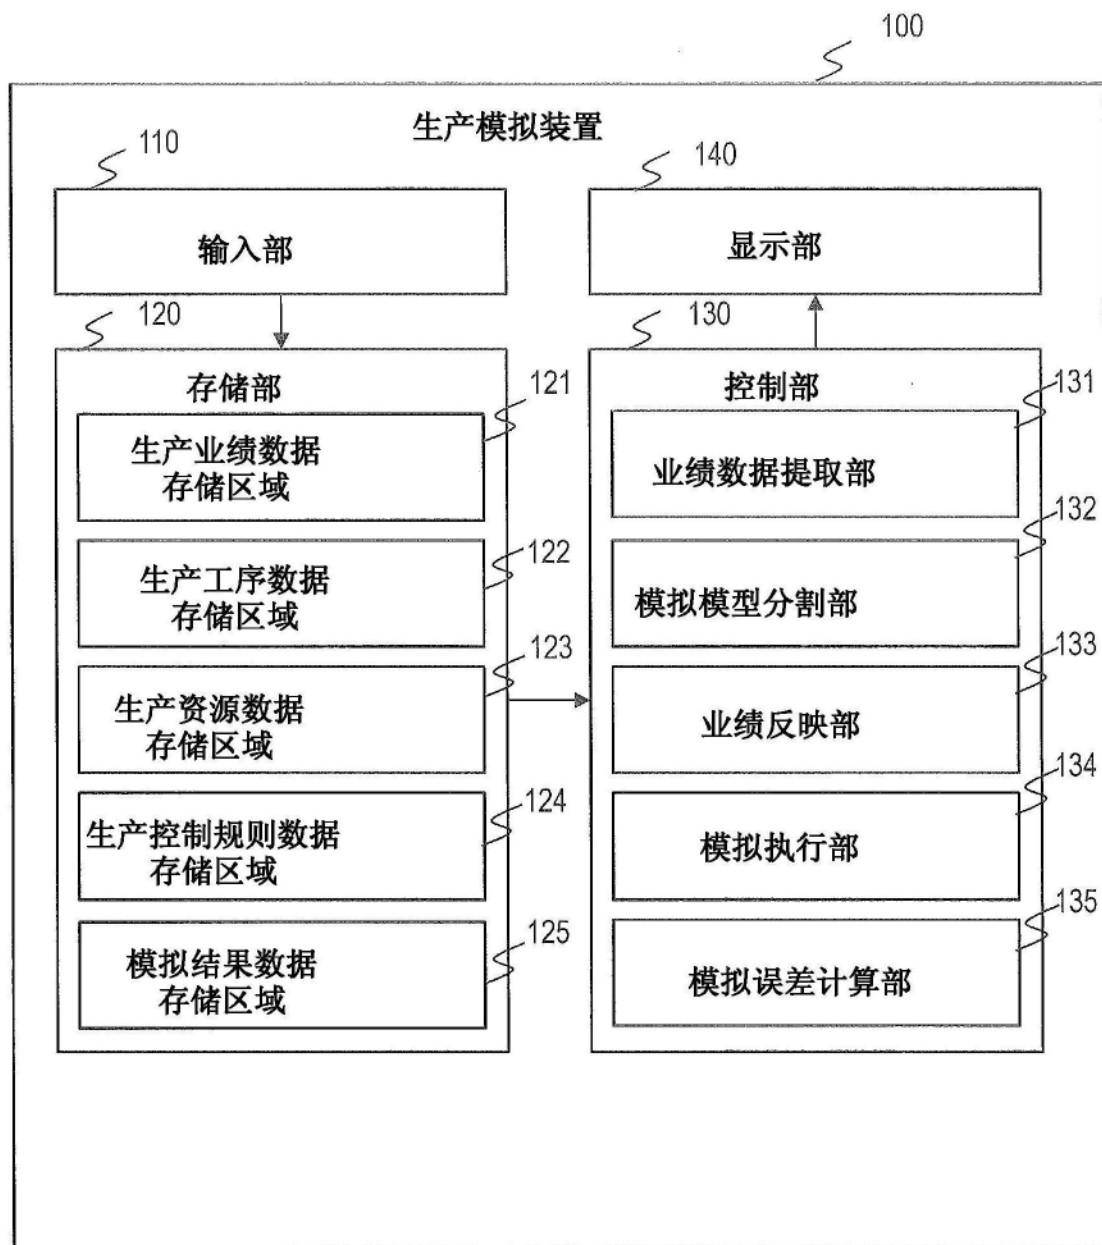 100
生产模拟装置
110
输入部
140
显示部
120
存储部
121
生产业绩数据
存储区域
122
生产工序数据
存储区域
123
生产资源数据
存储区域
124
生产控制规则数据
存储区域
125
模拟结果数据
存储区域
130
控制部
131
业绩数据提取部
132
模拟模型分割部
133
业绩反映部
134
模拟执行部
135
模拟误差计算部